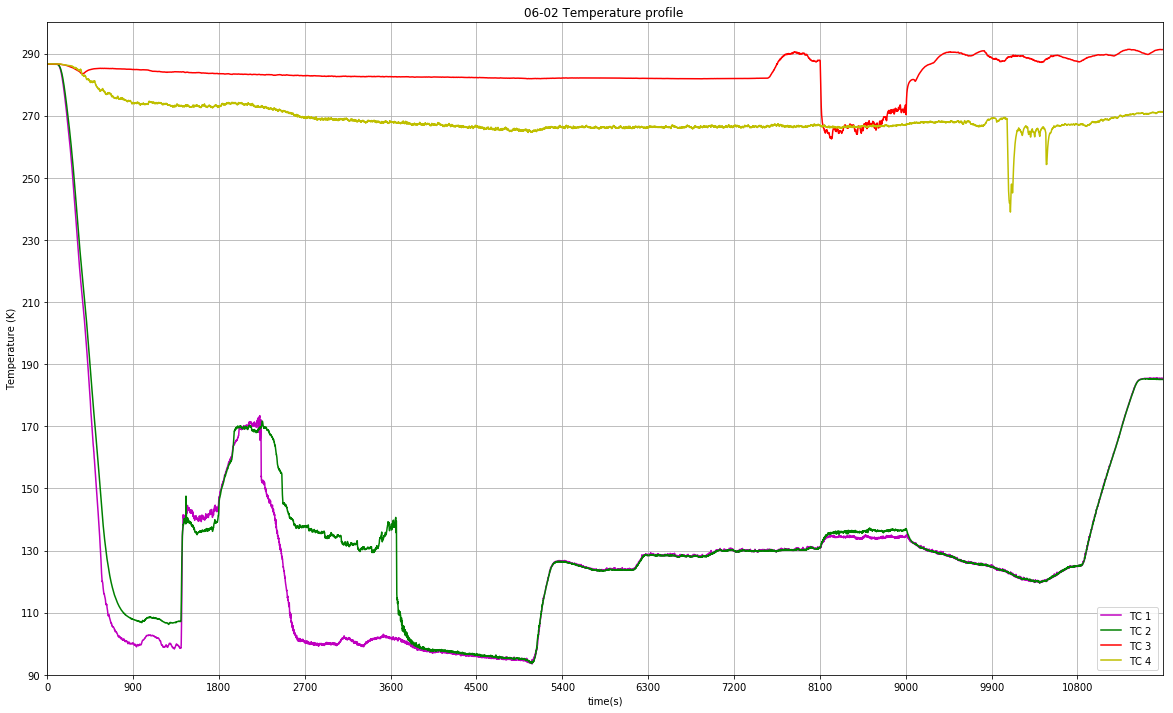 06-02 Temperature profile
Temperature (K)
290
270
250
230
210
190
170
150
130
110
90
0 900 1800 2700 3600 4500 5400 6300 7200 8100 9000 9900 10800
time(s)
TC 1
TC 2
TC 3
TC 4